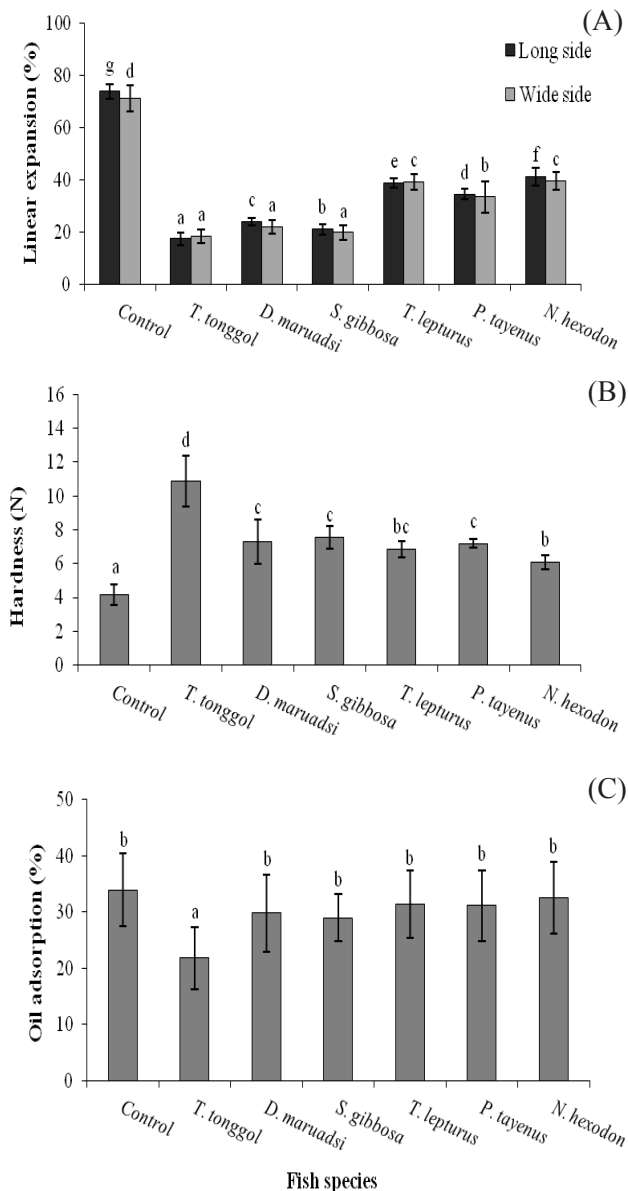 (A)
Linear expansion (%)
100
80
60
40
20
0
Long side
Wide side
g d
a a
c a
b a
e c
d b
f c
Control T. tonggol D. maruadsi S. gibbosa T. lepturus P. tayenus N. hexodon
(B)
Hardness (N)
16
14
12
10
8
6
4
2
0
a d c c bc c b
Control T. tonggol D. maruadsi S. gibbosa T. lepturus P. tayenus N. hexodon
(C)
Oil adsorption (%)
50
40
30
20
10
0
b a b b b b b
Control T. tonggol D. maruadsi S. gibbosa T. lepturus P. tayenus N. hexodon
Fish species